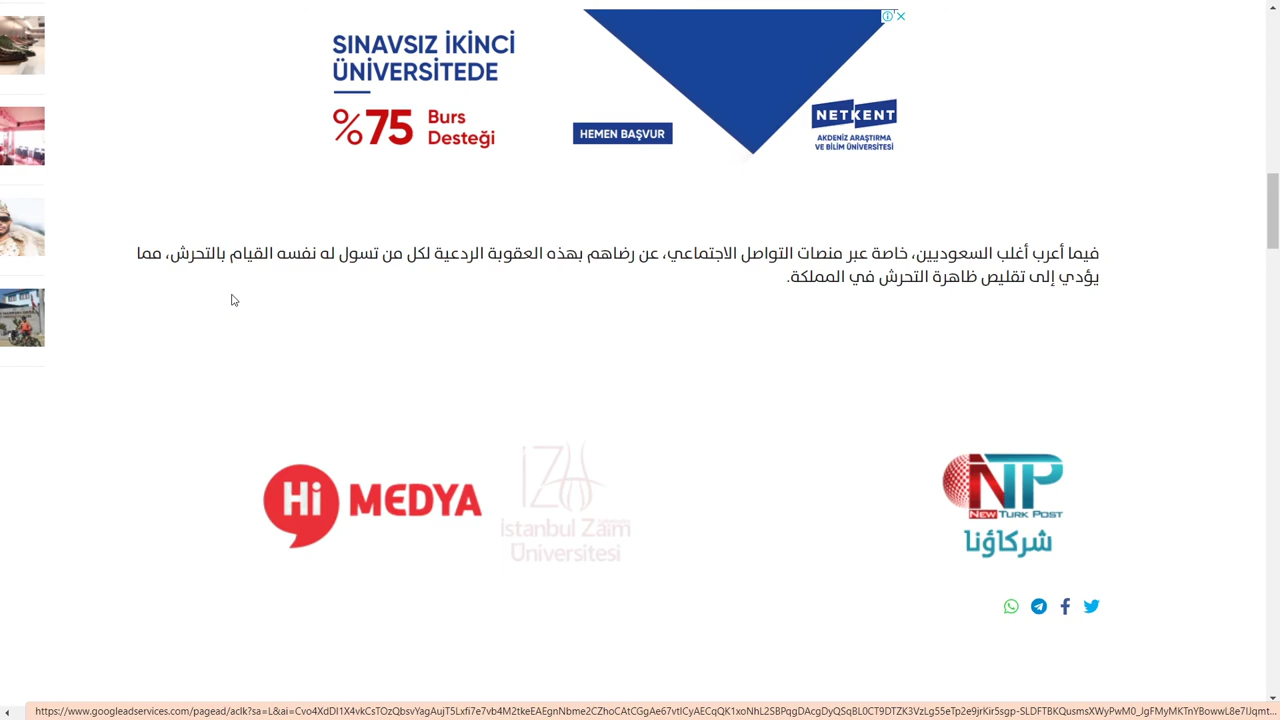 SINAVSIZ İKİNCİ
ÜNİVERSİTEDE
%75 Burs
Desteği
HEMEN BAŞVUR
NETKENT
AKDENİZ ARAŞTIRMA
VE BİLİM ÜNİVERSİTESİ
فيما أعرب أغلب السعوديين، خاصة عبر منصات التواصل الاجتماعي، عن رضاهم بهذه العقوبة الردعية لكل من تسول له نفسه القيام بالتحرش، مما
يؤدي إلى تقليص ظاهرة التحرش في المملكة.
NTP
NEW TURK POST
شركاؤنا
Hi MEDYA
İZÜ
İstanbul Zaim
Üniversitesi